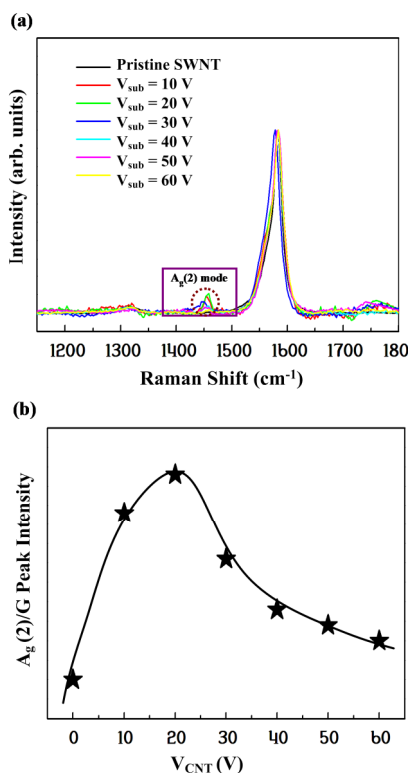 (a)
Pristine SWNT
V_sub = 10 V
V_sub = 20 V
V_sub = 30 V
V_sub = 40 V
V_sub = 50 V
V_sub = 60 V
A_g(2) mode
Intensity (arb. units)
1200 1300 1400 1500 1600 1700 1800
Raman Shift (cm⁻¹)
(b)
A_g(2)/G Peak Intensity
0 10 20 30 40 50 60
V_CNT (V)